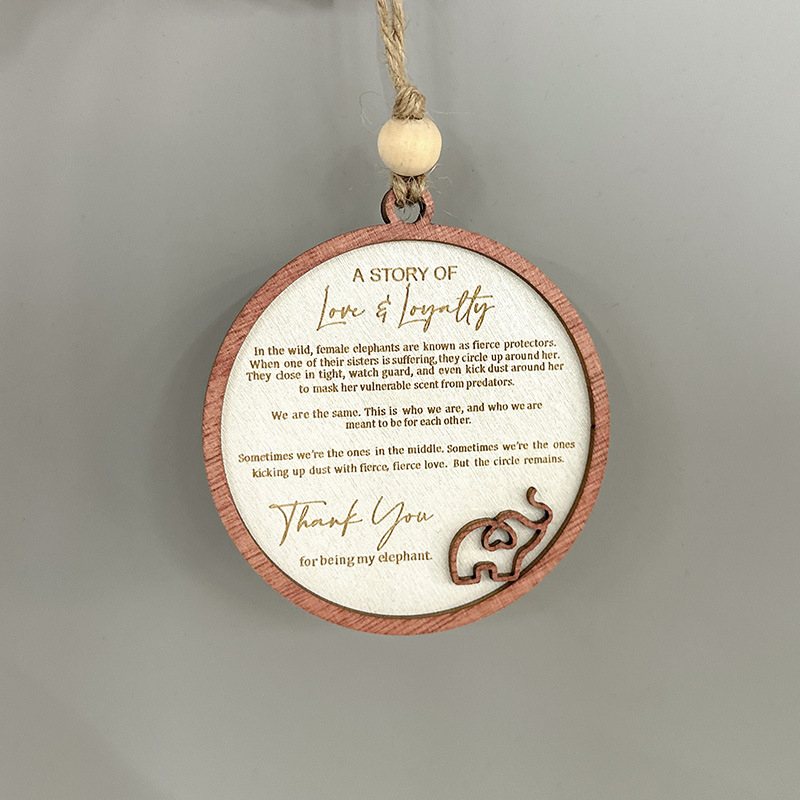 A STORY OF
Love & Loyalty
In the wild, female elephants are known as fierce protectors.
When one of their sisters is suffering, they circle up around her.
They close in tight, watch guard, and even kick dust around her
to mask her vulnerable scent from predators.
We are the same. This is who we are, and who we are
meant to be for each other.
Sometimes we're the ones in the middle. Sometimes we're the ones
kicking up dust with fierce, fierce love. But the circle remains.
Thank You
for being my elephant.